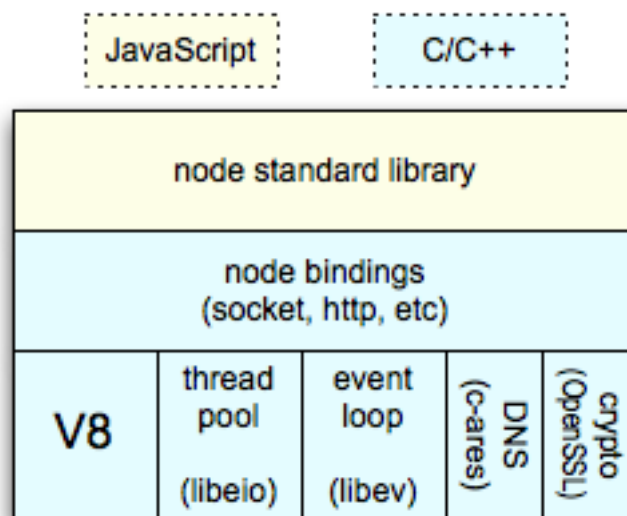 JavaScript
C/C++
node standard library
node bindings
(socket, http, etc)
V8
thread
pool
(libeio)
event
loop
(libev)
DNS
(c-ares)
crypto
(OpenSSL)